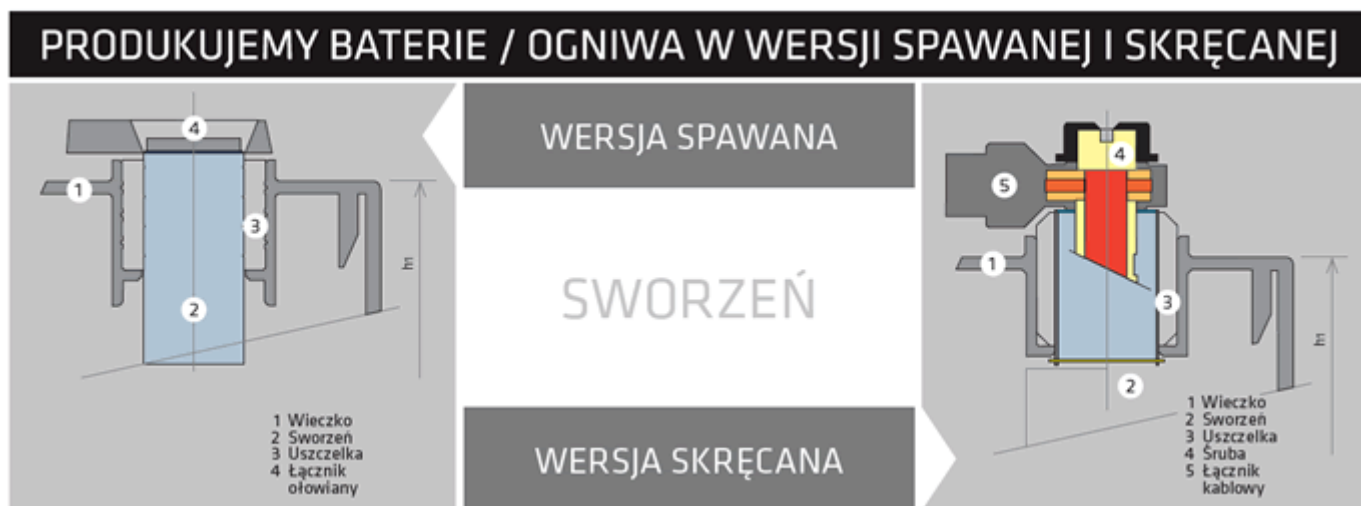 PRODUKUJEMY BATERIE / OGNIWA W WERSJI SPAWANEJ I SKRĘCANEJ
4
1
3
2
h1
1 Wieczko
2 Sworzeń
3 Uszczelka
4 Łącznik
ołowiany
WERSJA SPAWANA
SWORZEŃ
WERSJA SKRĘCANA
4
5
1
3
2
h1
1 Wieczko
2 Sworzeń
3 Uszczelka
4 Śruba
5 Łącznik
kablowy